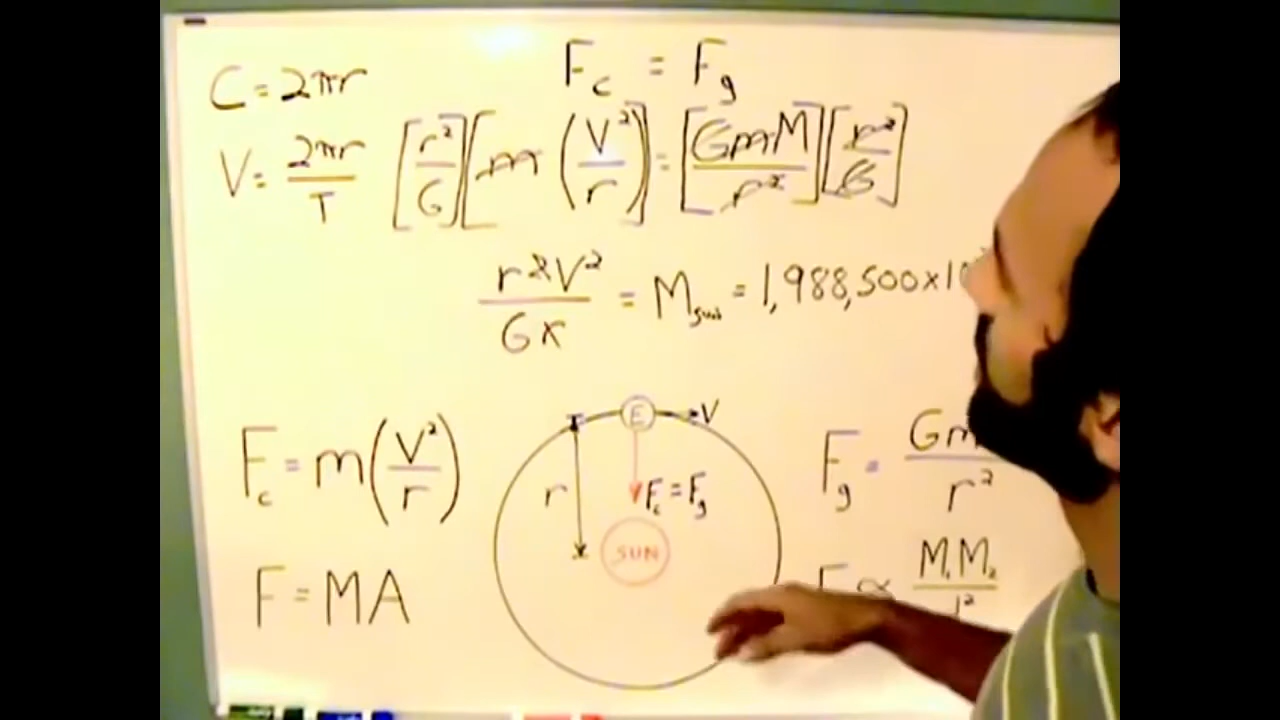 C = 2πr
F_c = F_g
V = 2πr/T
[r²/G][m(V²/r)] = [GmM/r²][r²/G]
r²V²/Gr = M_sun = 1,988,500×10
F_c = m(V²/r)
E
V
r
F_c = F_g
SUN
F_g = Gm/r²
F = MA
∝ M₁M₂/d²